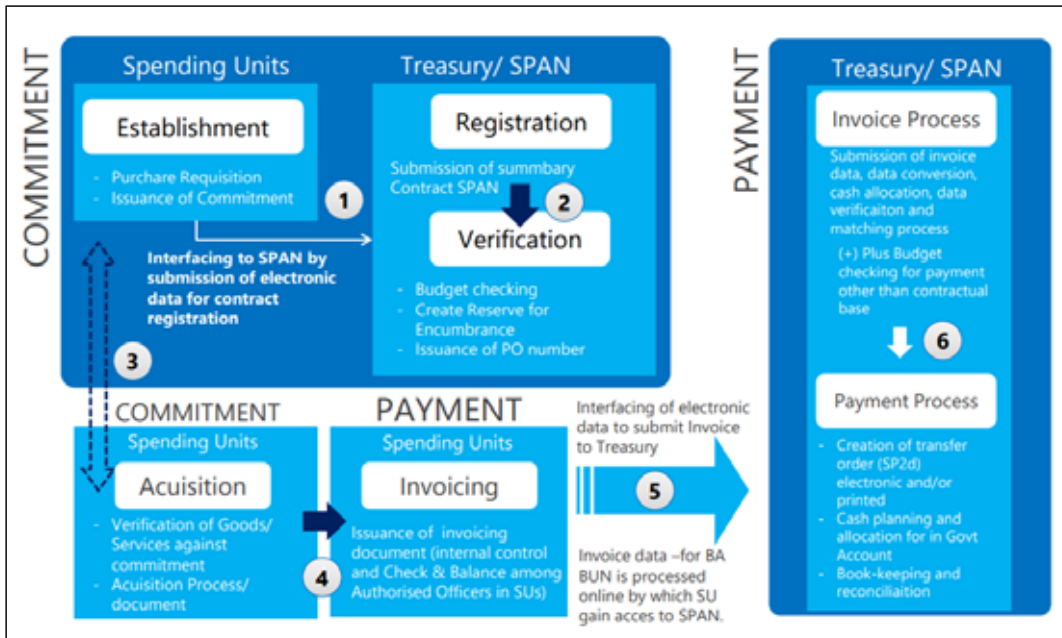 COMMITMENT
Spending Units
Establishment
- Purchare Requisition
- Issuance of Commitment
1
Interfacing to SPAN by
submission of electronic
data for contract
registration
Treasury/ SPAN
Registration
Submission of summbary
Contract SPAN
2
Verification
- Budget checking
- Create Reserve for
Encumbrance
- Issuance of PO number
3
COMMITMENT
Spending Units
Acuisition
- Verification of Goods/
Services against
commitment
- Acuisition Process/
document
4
PAYMENT
Spending Units
Invoicing
Issuance of invoicing
document (internal control
and Check & Balance among
Authorised Officers in SUs)
Interfacing of electronic
data to submit Invoice
to Treasury
5
Invoice data –for BA
BUN is processed
online by which SU
gain acces to SPAN.
PAYMENT
Treasury/ SPAN
Invoice Process
Submission of invoice
data, data conversion,
cash allocation, data
verificaiton and
matching process
(+) Plus Budget
checking for payment
other than contractual
base
6
Payment Process
- Creation of transfer
order (SP2d)
electronic and/or
printed
- Cash planning and
allocation for in Govt
Account
- Book-keeping and
reconciliaition